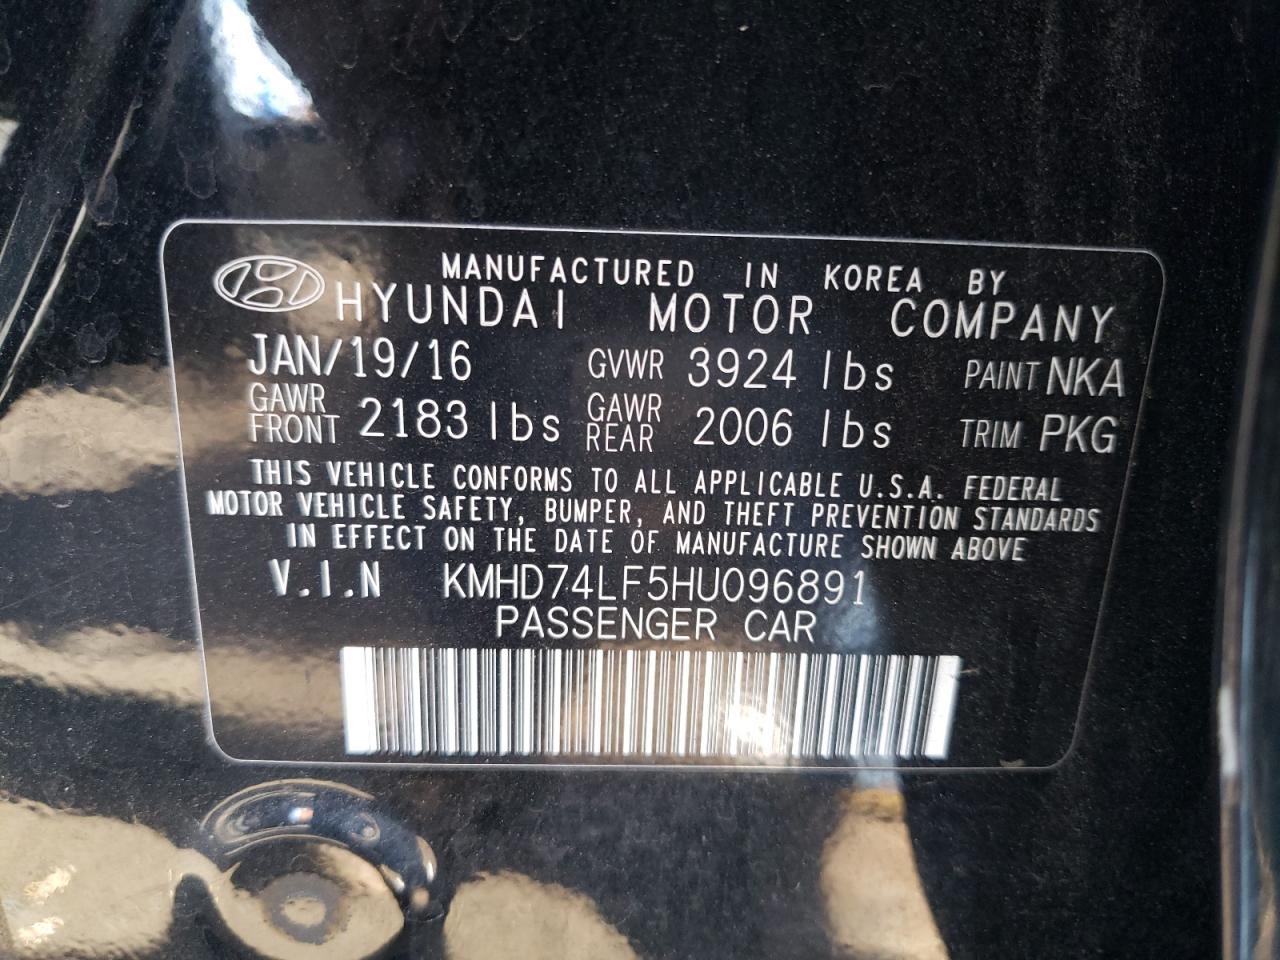 MANUFACTURED IN KOREA BY
HYUNDAI MOTOR COMPANY
JAN/19/16 GVWR 3924 lbs PAINT NKA
GAWR FRONT 2183 lbs GAWR REAR 2006 lbs TRIM PKG
THIS VEHICLE CONFORMS TO ALL APPLICABLE U.S.A. FEDERAL
MOTOR VEHICLE SAFETY, BUMPER, AND THEFT PREVENTION STANDARDS
IN EFFECT ON THE DATE OF MANUFACTURE SHOWN ABOVE
V.I.N KMHD74LF5HU096891
PASSENGER CAR